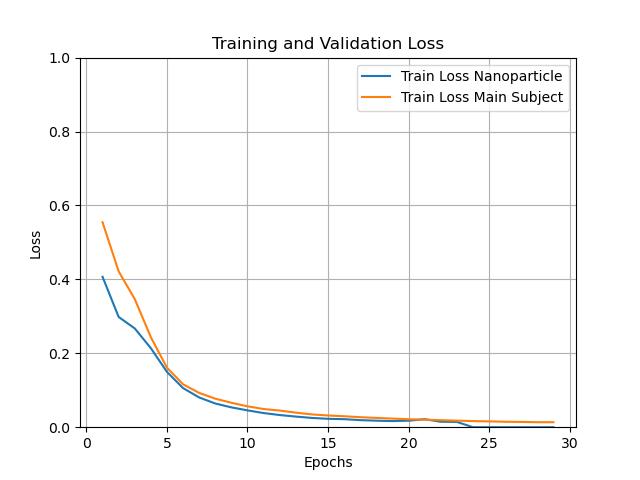 Training and Validation Loss
Train Loss Nanoparticle
Train Loss Main Subject
1.0
0.8
0.6
0.4
0.2
0.0
Loss
0 5 10 15 20 25 30
Epochs